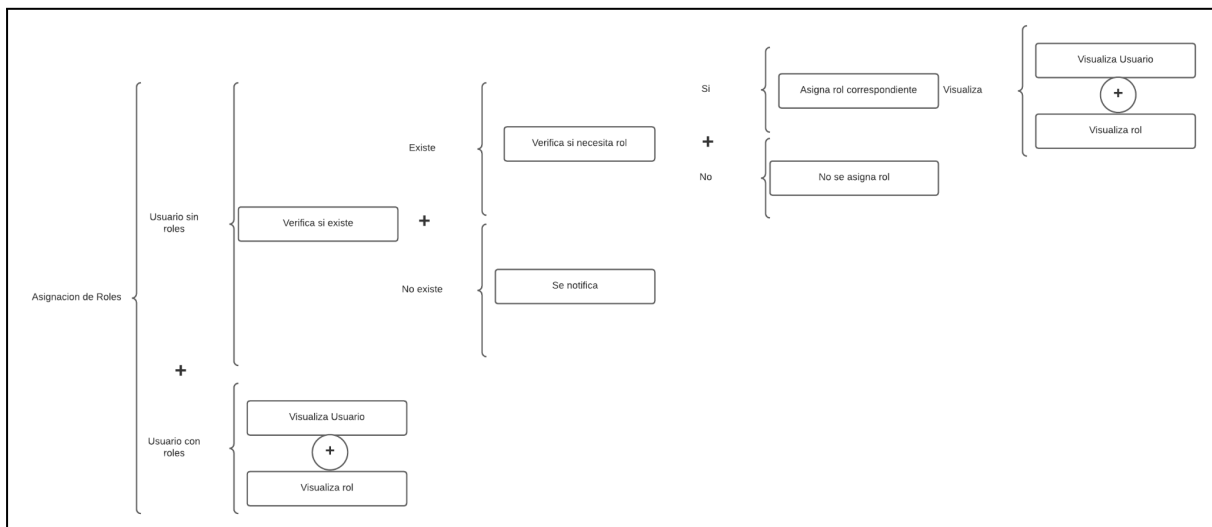 Asignacion de Roles
Usuario sin
roles
Verifica si existe
+
Existe
Verifica si necesita rol
+
Si
Asigna rol correspondiente
Visualiza
Visualiza Usuario
+
Visualiza rol
No
No se asigna rol
No existe
Se notifica
+
Usuario con
roles
Visualiza Usuario
+
Visualiza rol